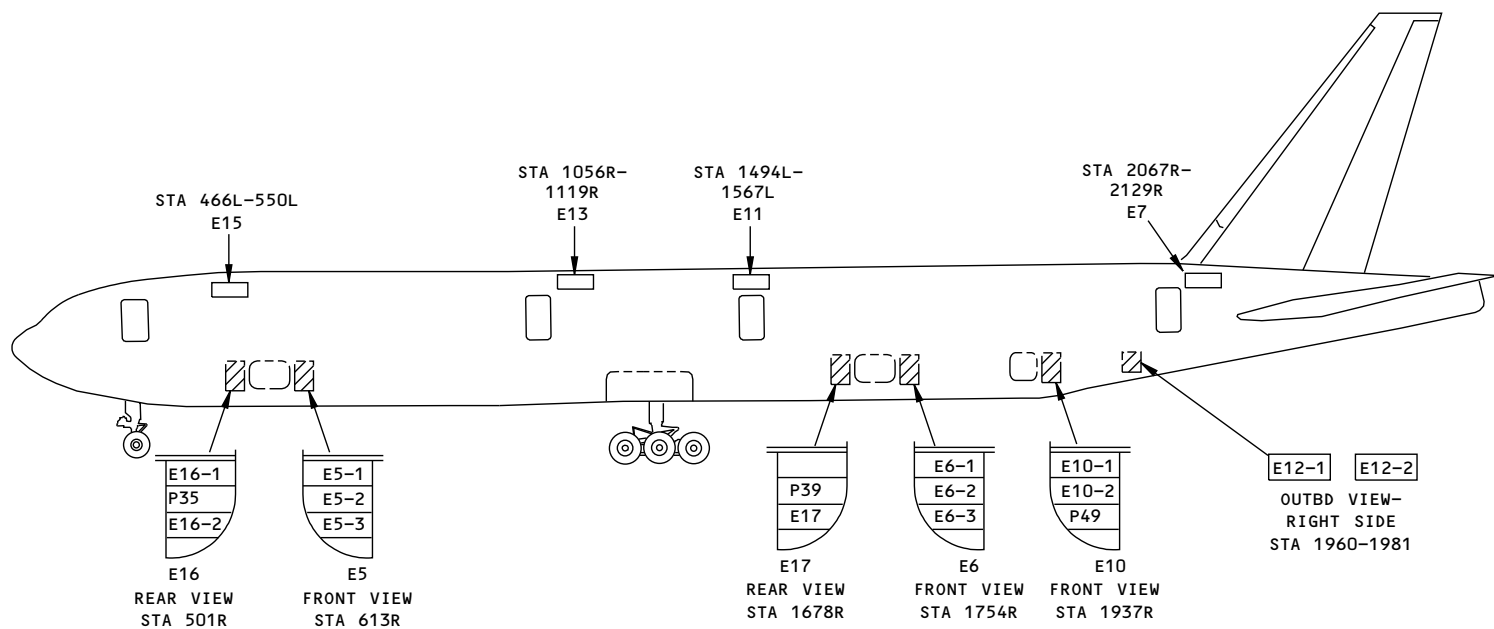 STA 466L-550L
E15
STA 1056R-
1119R
E13
STA 1494L-
1567L
E11
STA 2067R-
2129R
E7
E16-1
P35
E16-2
E16
REAR VIEW
STA 501R
E5-1
E5-2
E5-3
E5
FRONT VIEW
STA 613R
P39
E17
E17
REAR VIEW
STA 1678R
E6-1
E6-2
E6-3
E6
FRONT VIEW
STA 1754R
E10-1
E10-2
P49
E10
FRONT VIEW
STA 1937R
E12-1
E12-2
OUTBD VIEW-
RIGHT SIDE
STA 1960-1981